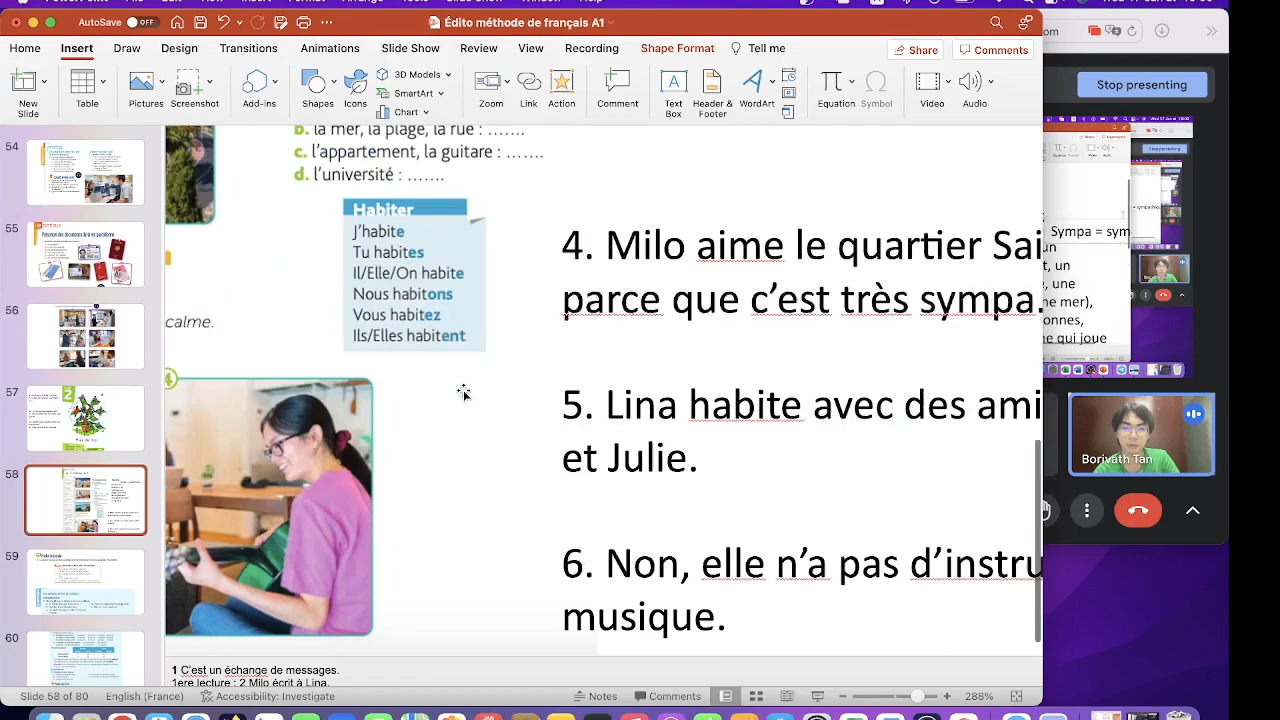 AutoSave OFF
Édito méthode de français A1
Home Insert Draw Design Transitions Animati Slide Show Review View Recording Shape Format Tell me
Share Comments
New Slide
Table
Pictures
Screenshot
Add-ins
Shapes
Icons
3D Models
SmartArt
Chart
Zoom
Link
Action
Comment
Text Box
Header & Footer
WordArt
Equation
Symbol
Video
Audio
Stop presenting
54
55
56
57
58
59
60
b. la mer, la plage, la rue : .......
c. l'appartement, la guitare : .......
d. l'université : .......
Habiter
J'habite
Tu habites
Il/Elle/On habite
Nous habitons
Vous habitez
Ils/Elles habitent
calme.
4
4. Milo aime le quartier Sai
parce que c'est très sympa.
5. Lina habite avec des ami
et Julie.
6. Non, elle n'a pas d'instru
musique.
Sympa = sym
Borivath Tan
C'est une conversation par messagerie.
1ere lecture: 2 Milo écrit à Lina
Slide 58 of 80 English (France) Accessibility: Investigate Notes Comments 288%